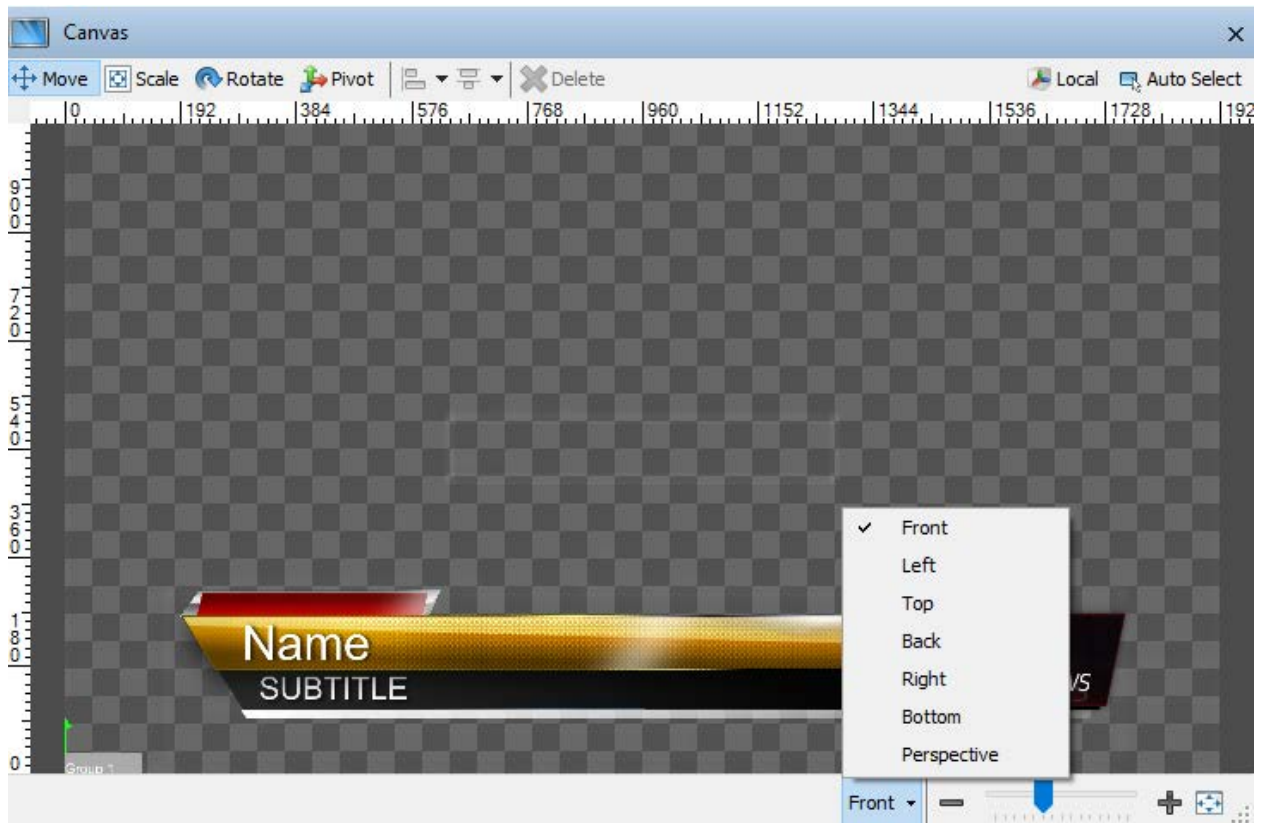 Canvas
Move Scale Rotate Pivot Delete Local Auto Select
0 192 384 576 768 960 1152 1344 1536 1728 192
900
720
540
360
Front
Left
Top
180
Name
Back
SUBTITLE
Right
Bottom
0
Group 1
Perspective
Front